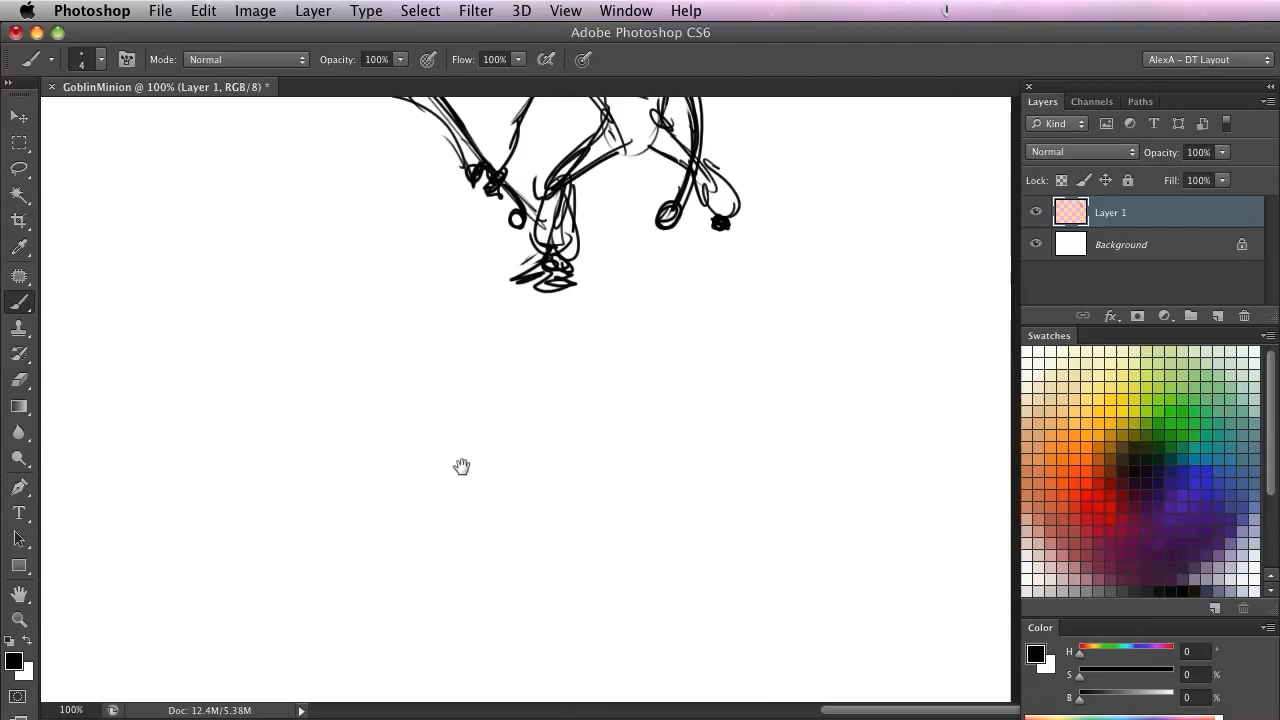 Photoshop File Edit Image Layer Type Select Filter 3D View Window Help
Adobe Photoshop CS6
4 Mode: Normal Opacity: 100% Flow: 100% AlexA - DT Layout
GoblinMinion @ 100% (Layer 1, RGB/8) *
Layers Channels Paths
Kind
Normal Opacity: 100%
Lock: Fill: 100%
Layer 1
Background
Swatches
Color
H 0 °
S 0 %
B 0 %
100% Doc: 12.4M/5.38M